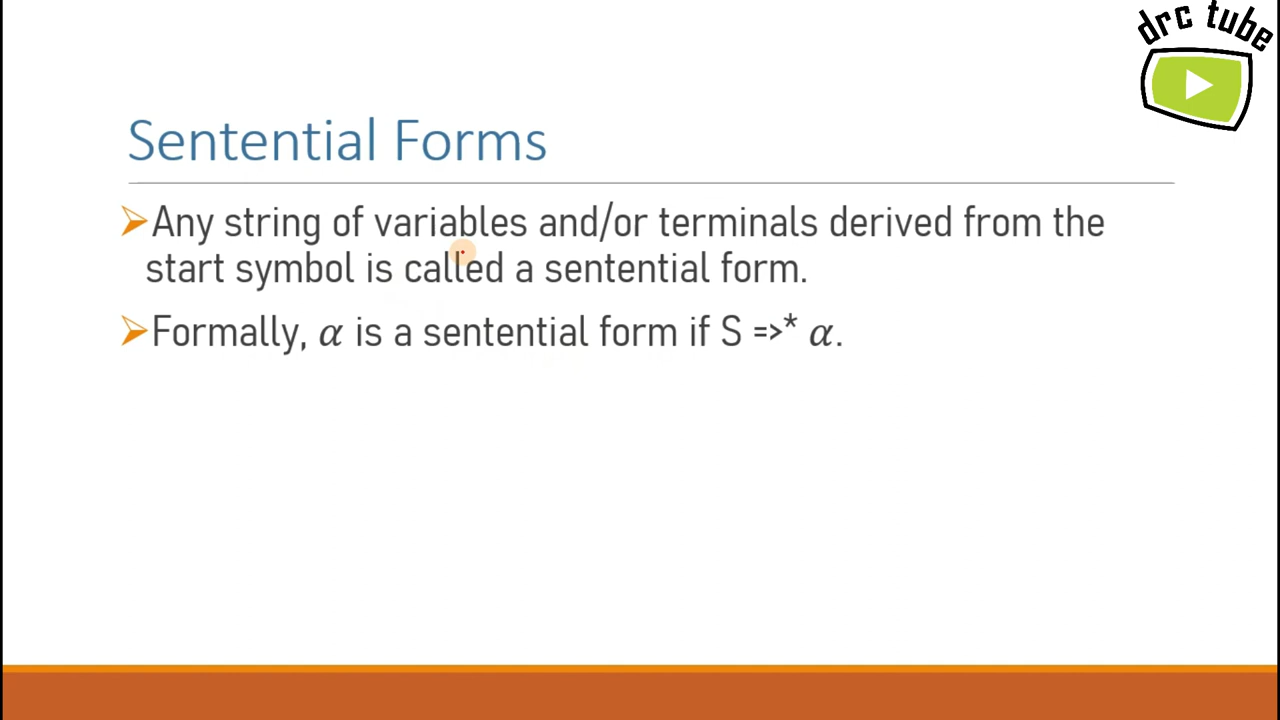 drc tube
Sentential Forms
Any string of variables and/or terminals derived from the
start symbol is called a sentential form.
Formally, 𝛼 is a sentential form if S =>* 𝛼.